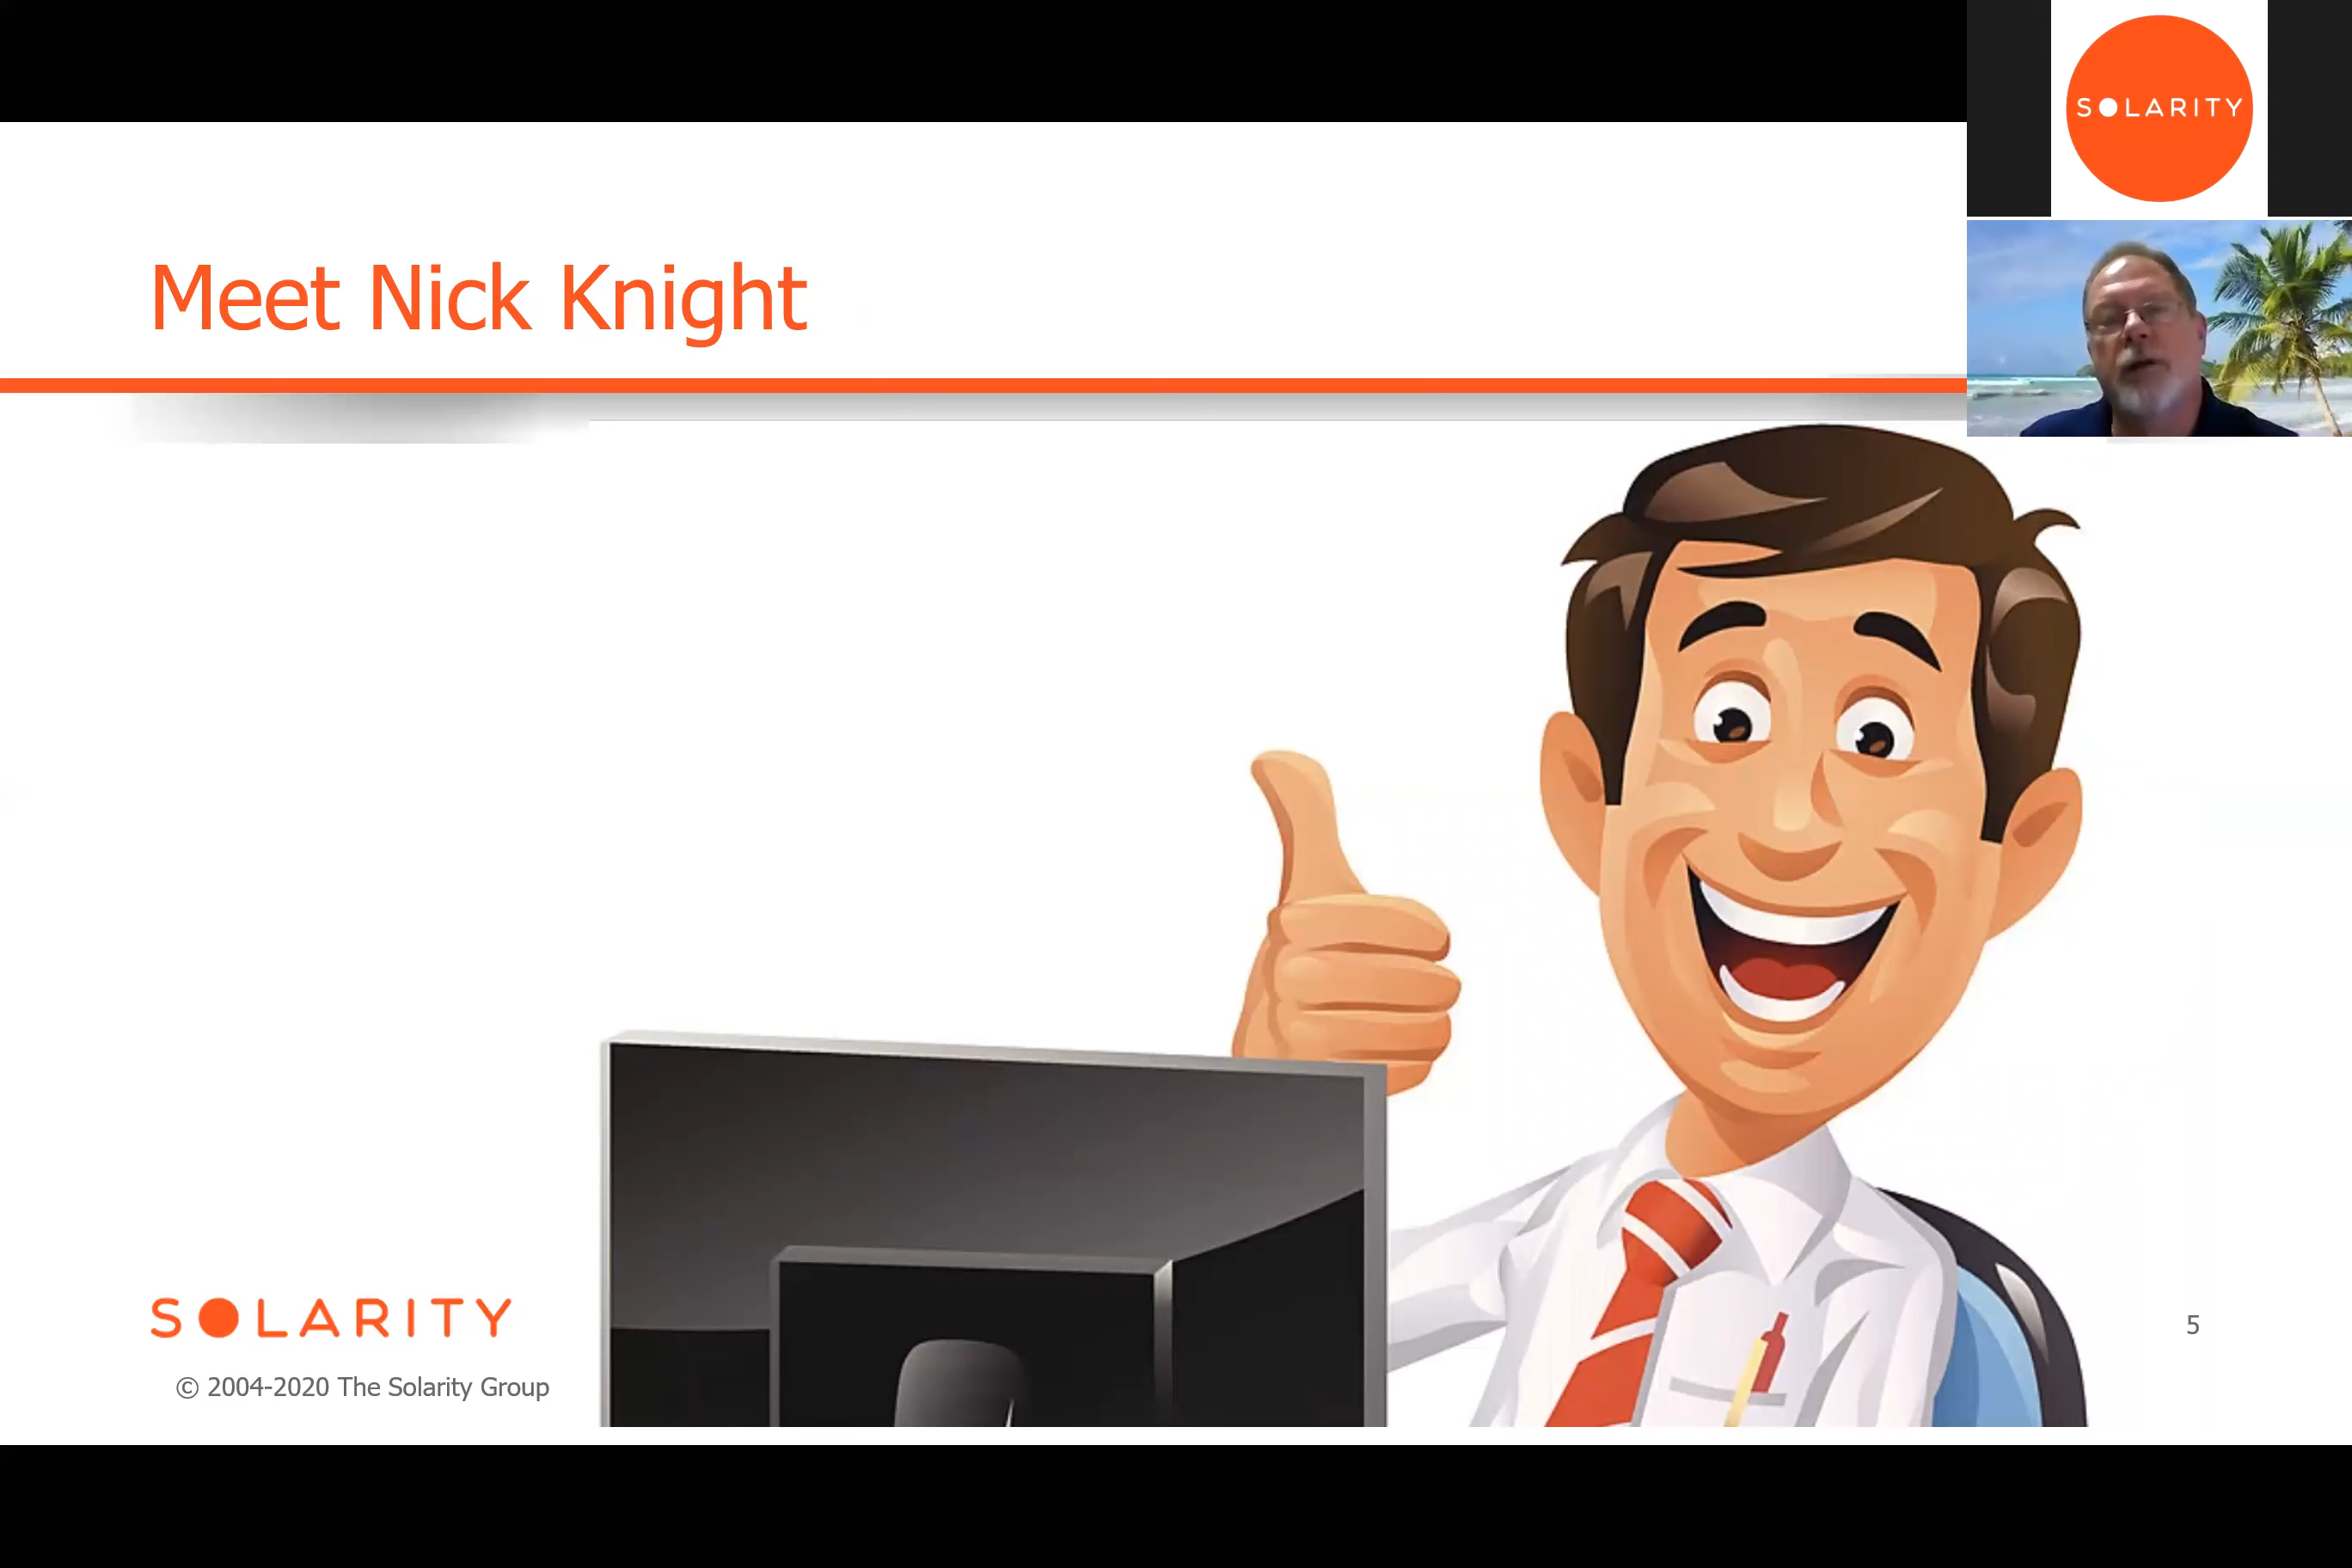 SOLARITY
Meet Nick Knight
SOLARITY
© 2004-2020 The Solarity Group
5